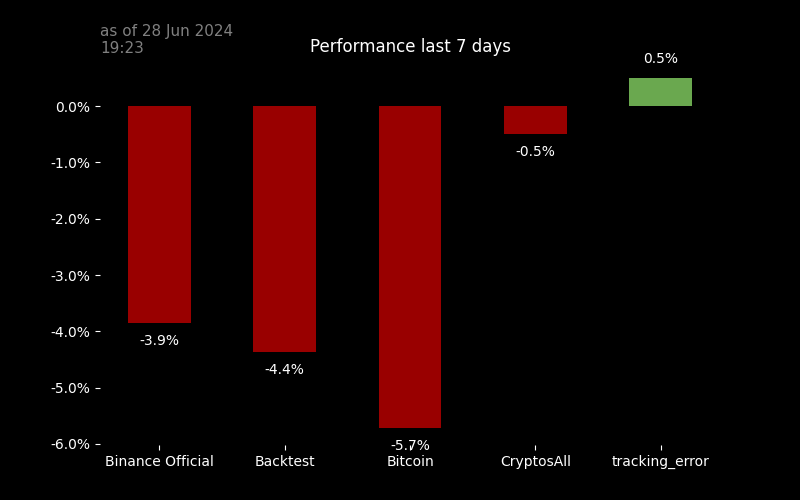 as of 28 Jun 2024
19:23
Performance last 7 days
0.5%
0.0%
-1.0%
-0.5%
-2.0%
-3.0%
-4.0%
-3.9%
-4.4%
-5.0%
-6.0%
-5.7%
Binance Official
Backtest
Bitcoin
CryptosAll
tracking_error